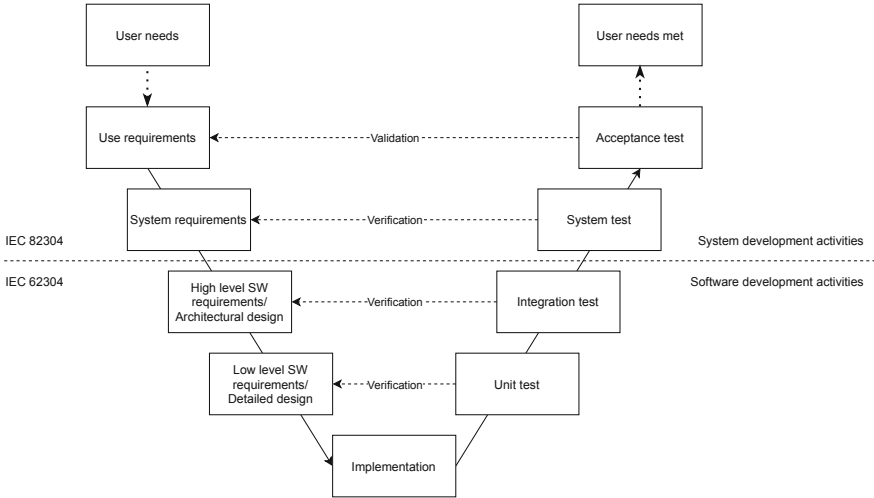 User needs
User needs met
Use requirements
Validation
Acceptance test
System requirements
Verification
System test
IEC 82304
System development activities
IEC 62304
Software development activities
High level SW
requirements/
Architectural design
Verification
Integration test
Low level SW
requirements/
Detailed design
Verification
Unit test
Implementation